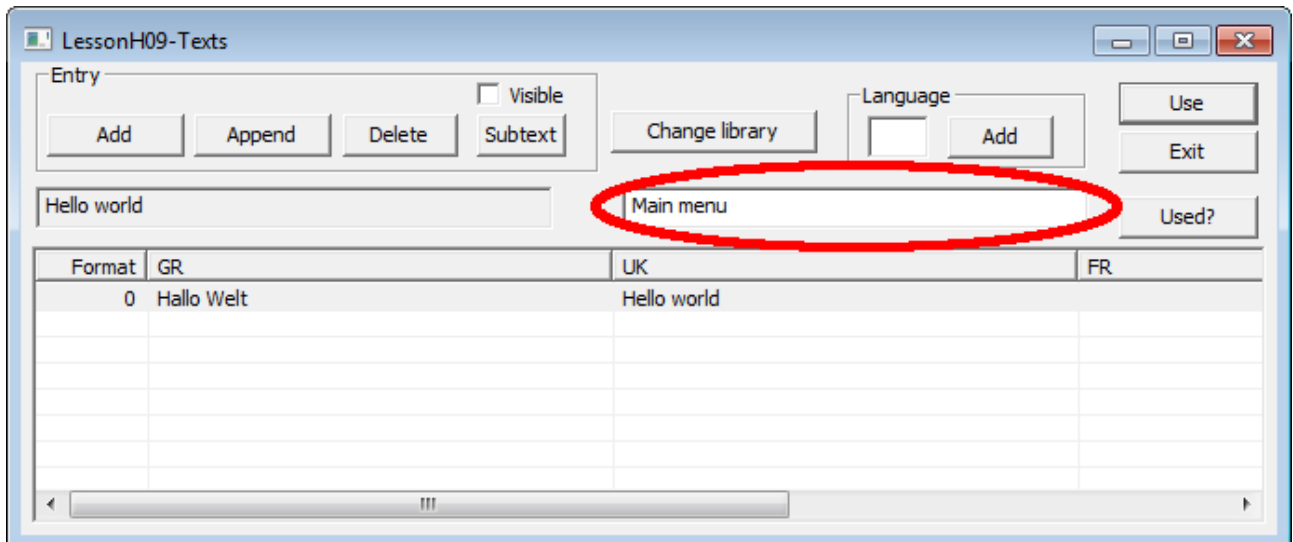 LessonH09-Texts
Entry
Visible
Add Append Delete Subtext
Change library
Language
Add
Use
Exit
Hello world
Main menu
Used?
Format GR UK FR
0 Hallo Welt Hello world